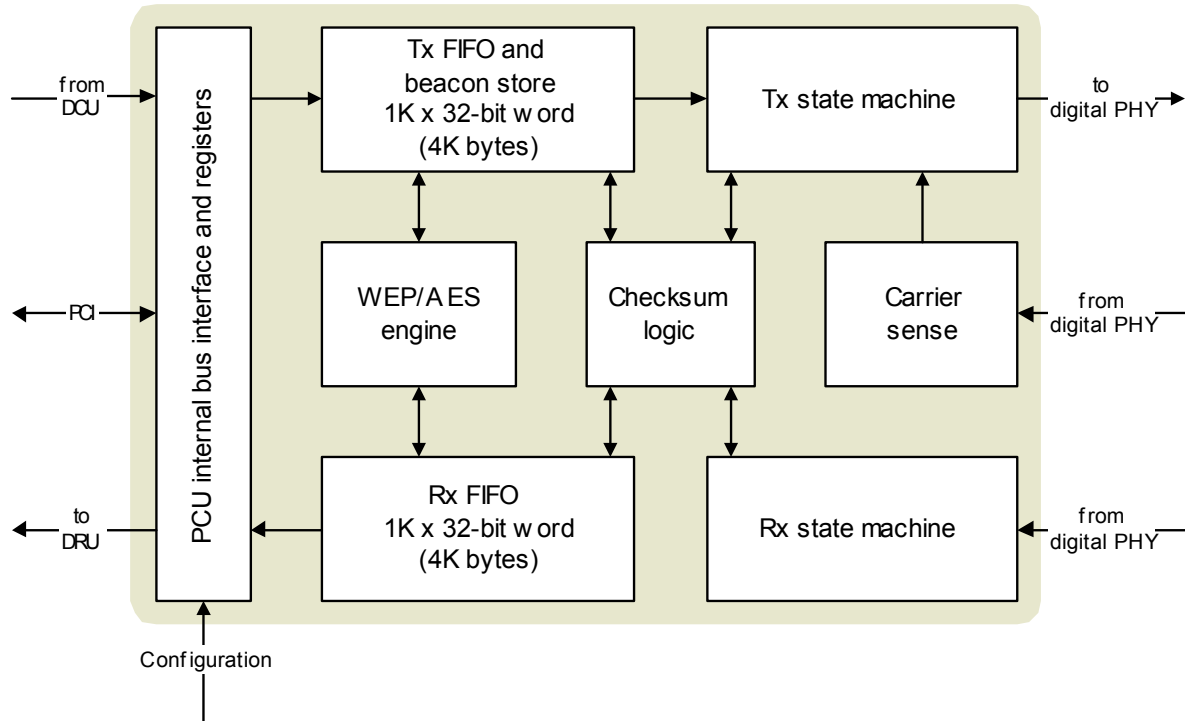 from
DCU
PCI
to
DRU
Configuration
PCU internal bus interface and registers
Tx FIFO and
beacon store
1K x 32-bit word
(4K bytes)
Tx state machine
to
digital PHY
WEP/AES
engine
Checksum
logic
Carrier
sense
from
digital PHY
Rx FIFO
1K x 32-bit word
(4K bytes)
Rx state machine
from
digital PHY